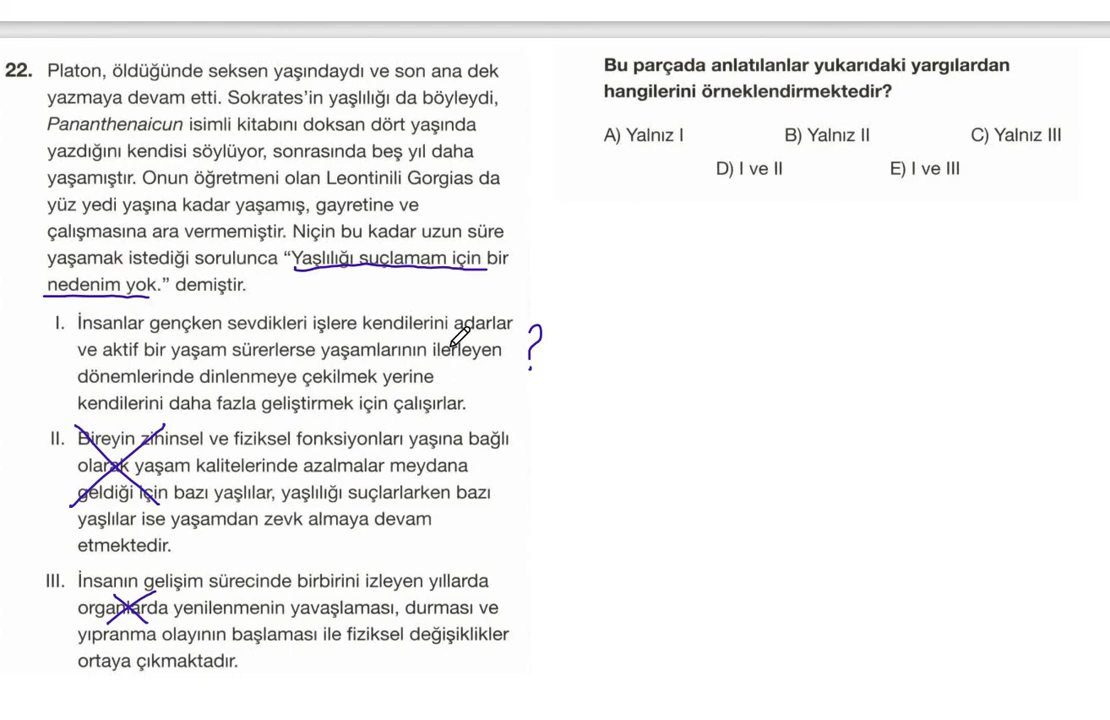 22. Platon, öldüğünde seksen yaşındaydı ve son ana dek
yazmaya devam etti. Sokrates’in yaşlılığı da böyleydi,
Pananthenaicun isimli kitabını doksan dört yaşında
yazdığını kendisi söylüyor, sonrasında beş yıl daha
yaşamıştır. Onun öğretmeni olan Leontinili Gorgias da
yüz yedi yaşına kadar yaşamış, gayretine ve
çalışmasına ara vermemiştir. Niçin bu kadar uzun süre
yaşamak istediği sorulunca “Yaşlılığı suçlamam için bir
nedenim yok.” demiştir.
I. İnsanlar gençken sevdikleri işlere kendilerini adarlar
ve aktif bir yaşam sürerlerse yaşamlarının ilerleyen
?
dönemlerinde dinlenmeye çekilmek yerine
kendilerini daha fazla geliştirmek için çalışırlar.
II. Bireyin zihinsel ve fiziksel fonksiyonları yaşına bağlı
olarak yaşam kalitelerinde azalmalar meydana
geldiği için bazı yaşlılar, yaşlılığı suçlarlarken bazı
yaşlılar ise yaşamdan zevk almaya devam
etmektedir.
III. İnsanın gelişim sürecinde birbirini izleyen yıllarda
organlarda yenilenmenin yavaşlaması, durması ve
yıpranma olayının başlaması ile fiziksel değişiklikler
ortaya çıkmaktadır.
Bu parçada anlatılanlar yukarıdaki yargılardan
hangilerini örneklendirmektedir?
A) Yalnız I B) Yalnız II C) Yalnız III
D) I ve II E) I ve III